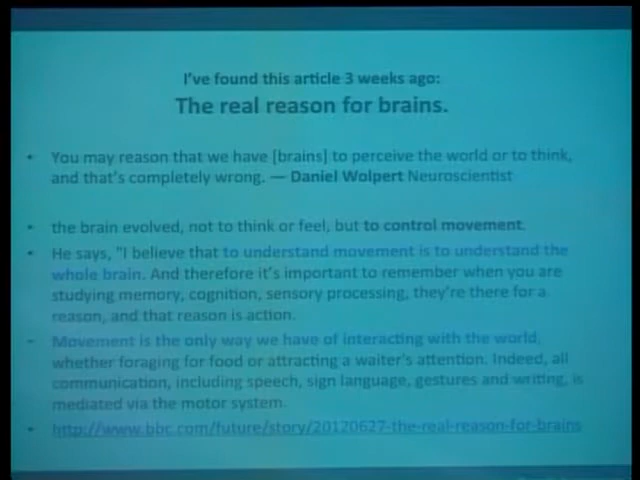 I've found this article 3 weeks ago:
The real reason for brains.
• You may reason that we have [brains] to perceive the world or to think,
and that's completely wrong. — Daniel Wolpert Neuroscientist
• the brain evolved, not to think or feel, but to control movement.
• He says, "I believe that to understand movement is to understand the
whole brain. And therefore it's important to remember when you are
studying memory, cognition, sensory processing, they're there for a
reason, and that reason is action.
• Movement is the only way we have of interacting with the world,
whether foraging for food or attracting a waiter's attention. Indeed, all
communication, including speech, sign language, gestures and writing, is
mediated via the motor system.
• http://www.bbc.com/future/story/20120627-the-real-reason-for-brains